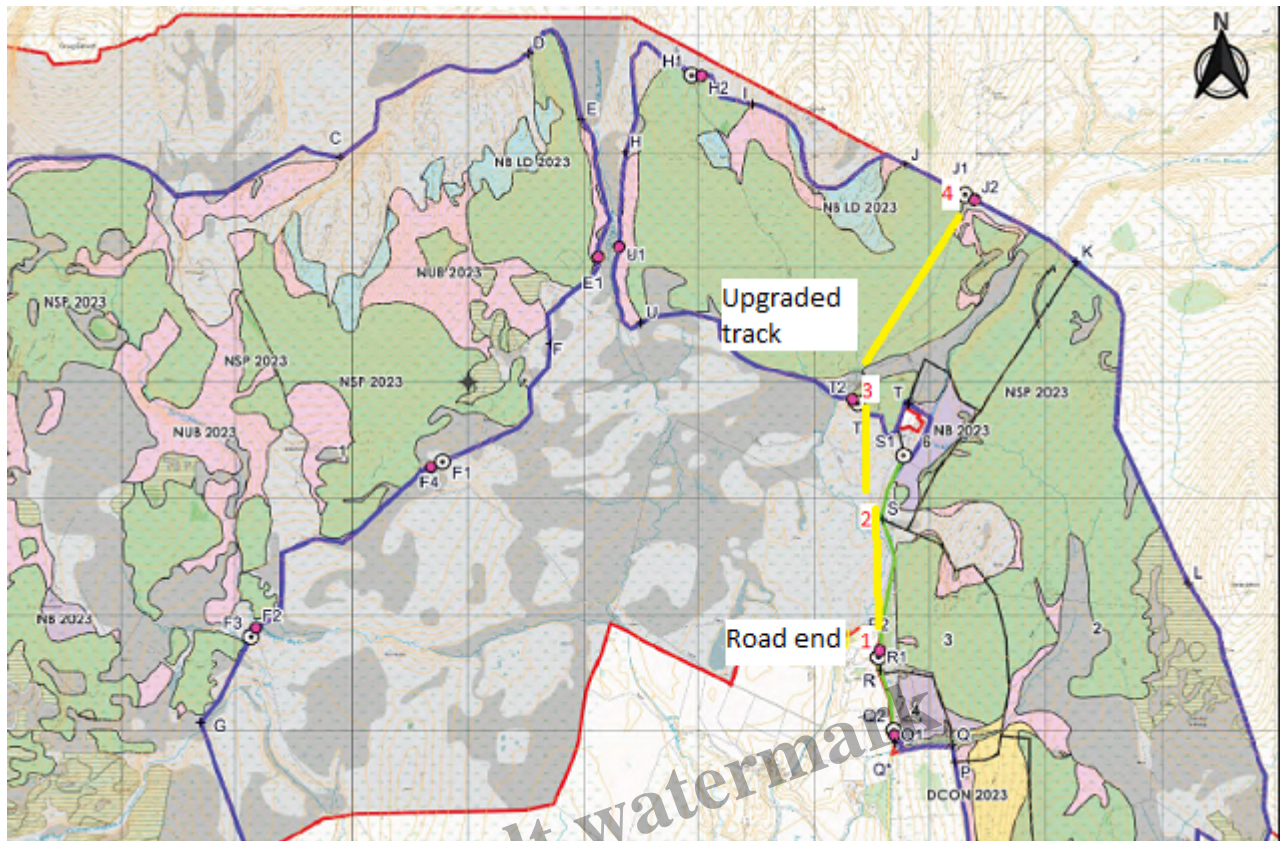 N
D
H1
H2
I
C
E
H
J
NB LD 2023
J1
4
J2
NB LD 2023
K
U1
E1
NUB 2023
NSP 2023
Upgraded
track
U
F
NSP 2023
NSP 2023
T2
3
T
T
NSP 2023
NUB 2023
1
S1
6
NB 2023
F4
F1
S
2
L
NB 2023
F3
F2
Road end
1
R1
3
2
R
G
4
Q2
Q1
Q
Q*
P
DCON 2023
lt watermark